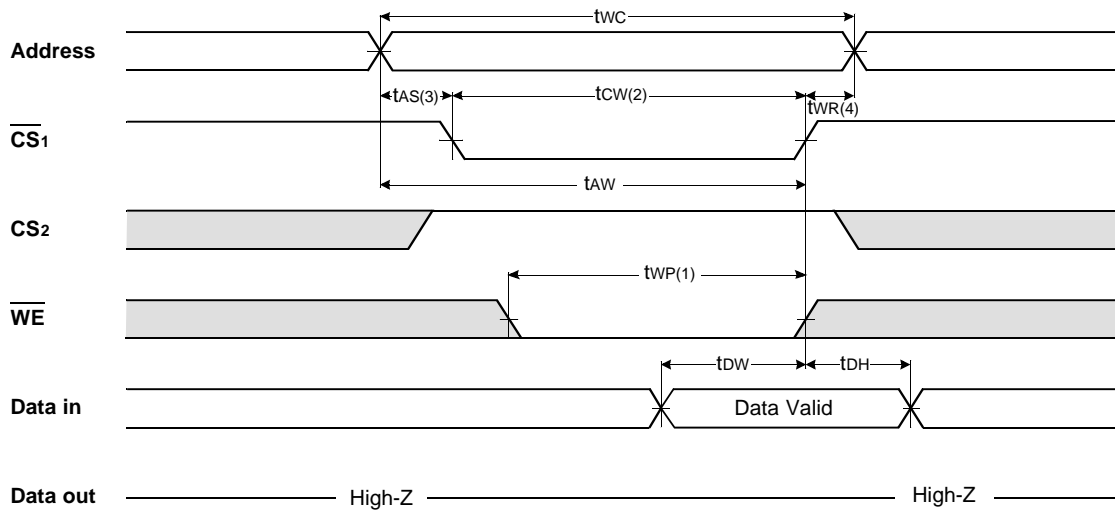 tWC
Address
tAS(3) tCW(2) tWR(4)
CS1
tAW
CS2
tWP(1)
WE
tDW tDH
Data in Data Valid
Data out High-Z High-Z